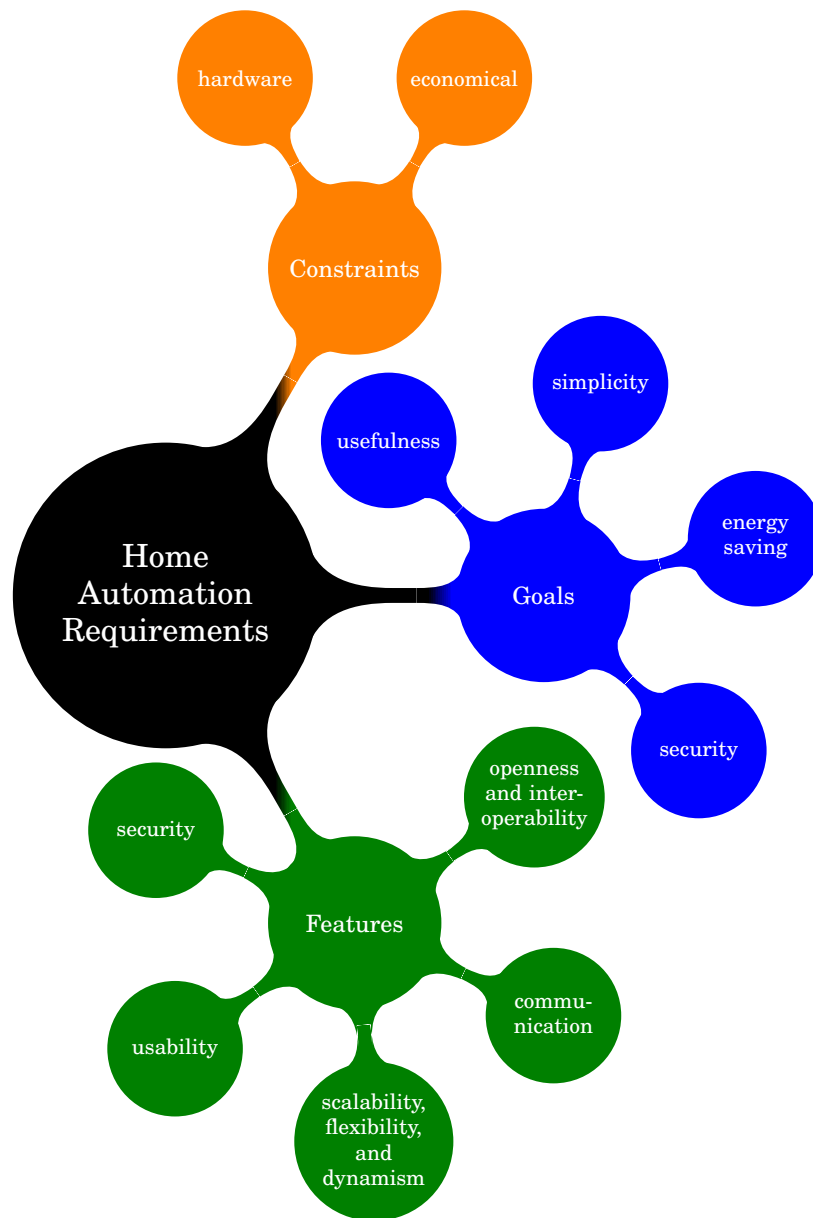 hardware
economical
Constraints
simplicity
usefulness
energy
saving
Home
Automation
Requirements
Goals
security
openness
and inter-
operability
security
Features
commu-
nication
usability
scalability,
flexibility,
and
dynamism